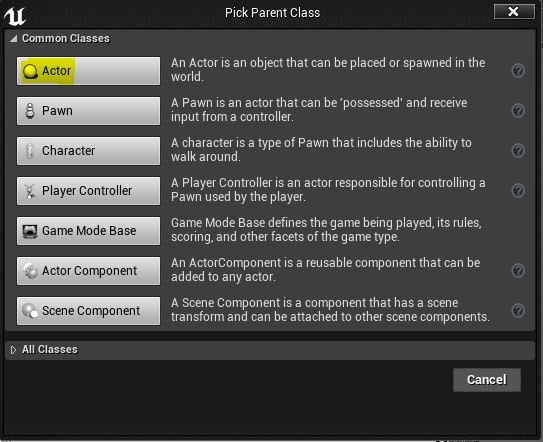 Pick Parent Class
Common Classes
Actor
An Actor is an object that can be placed or spawned in the
world.
Pawn
A Pawn is an actor that can be 'possessed' and receive
input from a controller.
Character
A character is a type of Pawn that includes the ability to
walk around.
Player Controller
A Player Controller is an actor responsible for controlling a
Pawn used by the player.
Game Mode Base
Game Mode Base defines the game being played, its rules,
scoring, and other facets of the game type.
Actor Component
An ActorComponent is a reusable component that can be
added to any actor.
Scene Component
A Scene Component is a component that has a scene
transform and can be attached to other scene components.
All Classes
Cancel